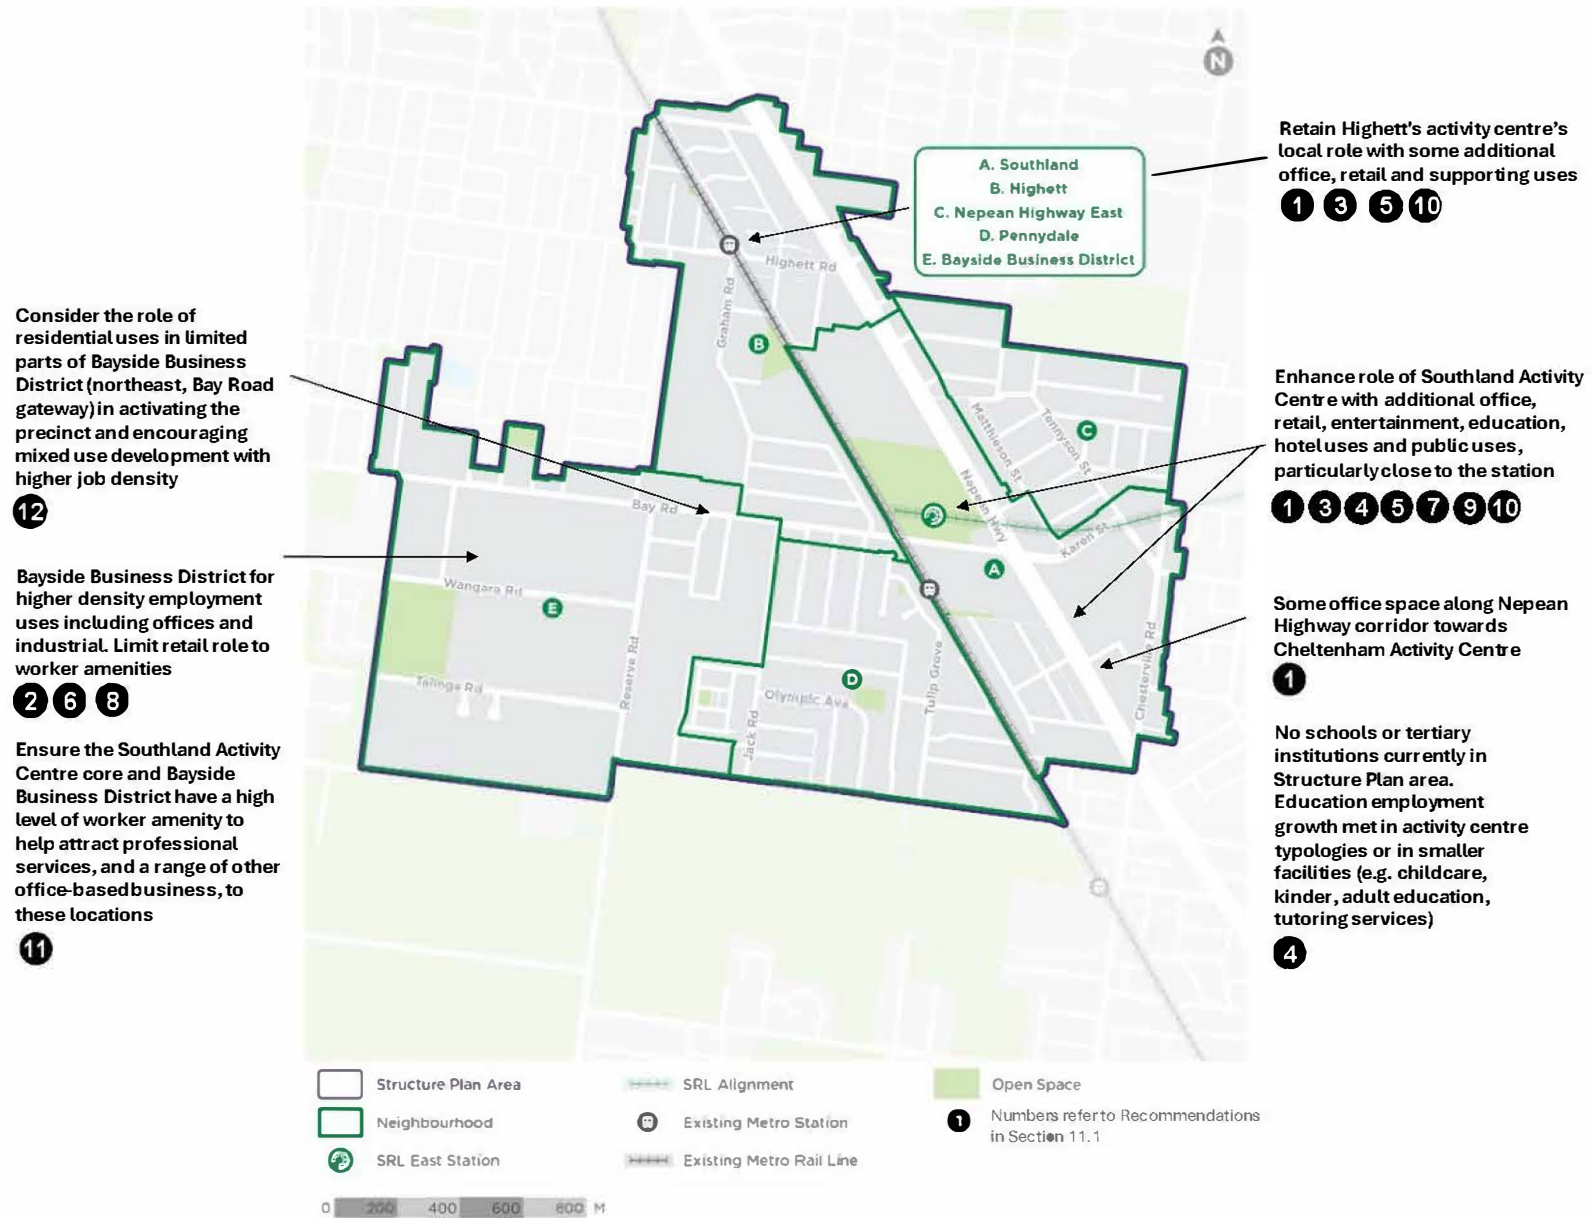 N
Retain Highett's activity centre's
local role with some additional
office, retail and supporting uses
1 3 5 10
A. Southland
B. Highett
C. Nepean Highway East
D. Pennydale
E. Bayside Business District
Highett Rd
Graham Rd
B
Consider the role of
residential uses in limited
parts of Bayside Business
District (northeast, Bay Road
gateway) in activating the
precinct and encouraging
mixed use development with
higher job density
12
Enhance role of Southland Activity
Centre with additional office,
retail, entertainment, education,
hotel uses and public uses,
particularly close to the station
1 3 4 5 7 9 10
Matthieson St
Tennyson St
C
Nepean Hwy
Karen St
Bay Rd
A
Bayside Business District for
higher density employment
uses including offices and
industrial. Limit retail role to
worker amenities
2 6 8
Wangara Rd
E
Reserve Rd
Talinga Rd
D
Olympic Ave
Jack Rd
Tulip Grove
Chesterville Rd
Some office space along Nepean
Highway corridor towards
Cheltenham Activity Centre
1
Ensure the Southland Activity
Centre core and Bayside
Business District have a high
level of worker amenity to
help attract professional
services, and a range of other
office-based business, to
these locations
11
No schools or tertiary
institutions currently in
Structure Plan area.
Education employment
growth met in activity centre
typologies or in smaller
facilities (e.g. childcare,
kinder, adult education,
tutoring services)
4
Structure Plan Area
Neighbourhood
SRL East Station
SRL Alignment
Existing Metro Station
Existing Metro Rail Line
Open Space
1 Numbers refer to Recommendations
in Section 11.1
0 200 400 600 800 M